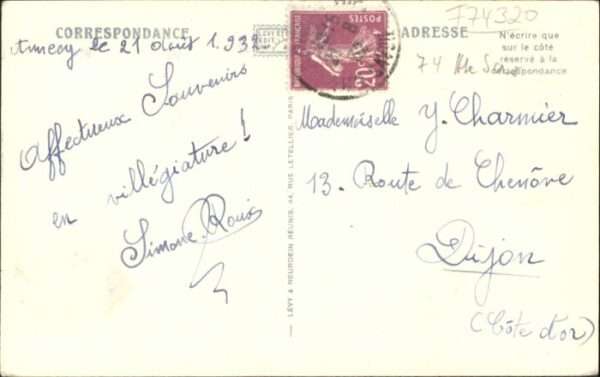 CORRESPONDANCE
ADRESSE
F74320
N'écrire que
sur le côté
réservé à la
correspondance
Annecy le 21 août 1.93
Affectueux Souvenirs
en villégiature !
Simone Roux
POSTES
20c
74 Hte
Mademoiselle Y. Charmier
13. Route de Chenôve
Dijon
(Côte d'or)
LÉVY & NEURDEIN RÉUNIS, 44, RUE LETELLIER, PARIS